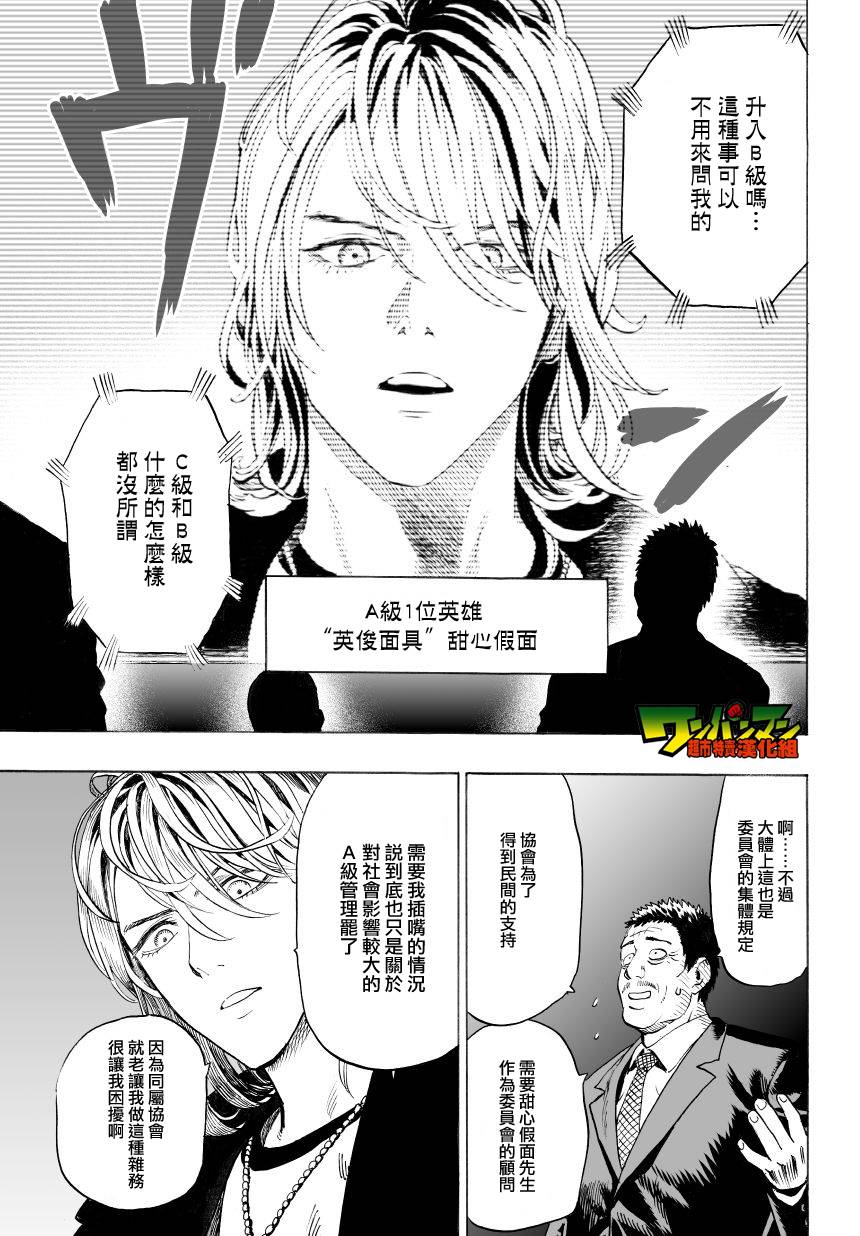 升入B級嗎…
這種事可以
不用來問我的
ヴーン
C級和B級
什麼的怎麼樣
都沒所謂
A級1位英雄
“英俊面具”甜心假面
ワンパンマン
超市特賣漢化組
啊……不過
大體上這也是
委員會的集體規定
協會為了
得到民間的支持
需要甜心假面先生
作為委員會的顧問
需要我插嘴的情況
説到底也只是關於
對社會影響較大的
A級管理罷了
因為同屬協會
就老讓我做這種雜務
很讓我困擾啊